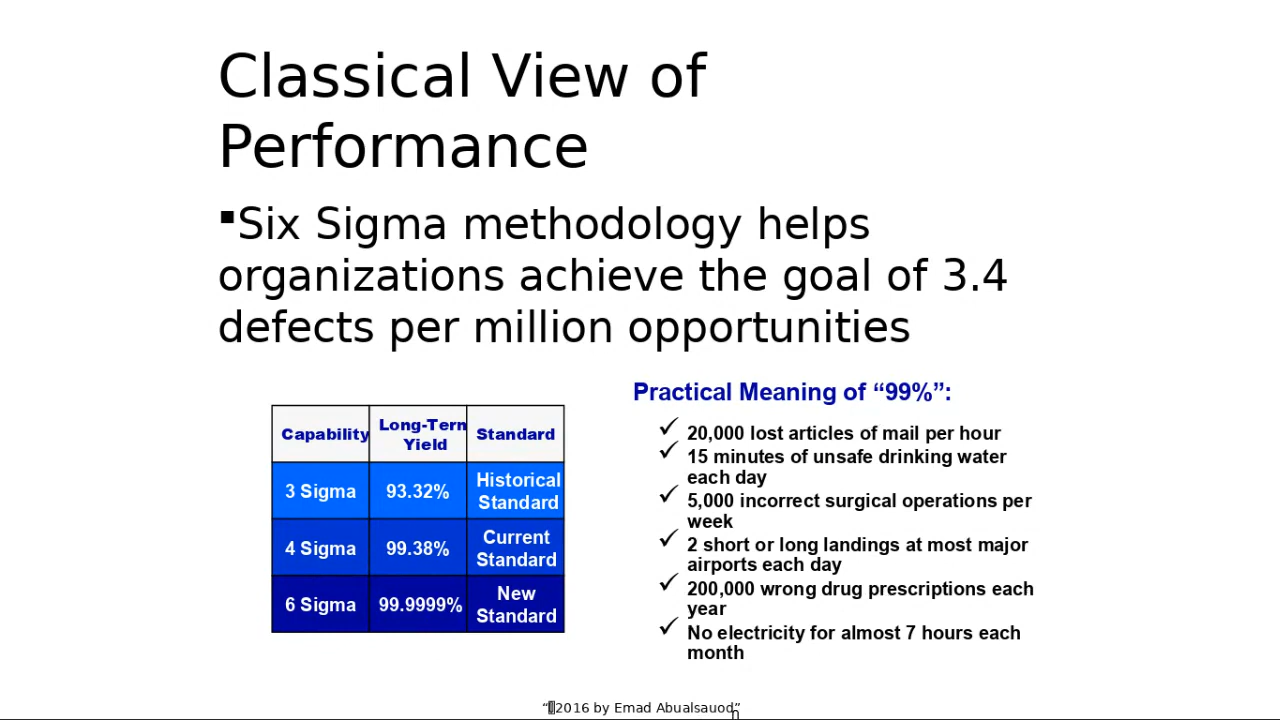 Classical View of
Performance
▪Six Sigma methodology helps
organizations achieve the goal of 3.4
defects per million opportunities
Practical Meaning of “99%”:
Capability Long-Term Yield Standard
3 Sigma 93.32% Historical Standard
4 Sigma 99.38% Current Standard
6 Sigma 99.9999% New Standard
✓ 20,000 lost articles of mail per hour
✓ 15 minutes of unsafe drinking water
each day
✓ 5,000 incorrect surgical operations per
week
✓ 2 short or long landings at most major
airports each day
✓ 200,000 wrong drug prescriptions each
year
✓ No electricity for almost 7 hours each
month
“2016 by Emad Abualsauod”
n